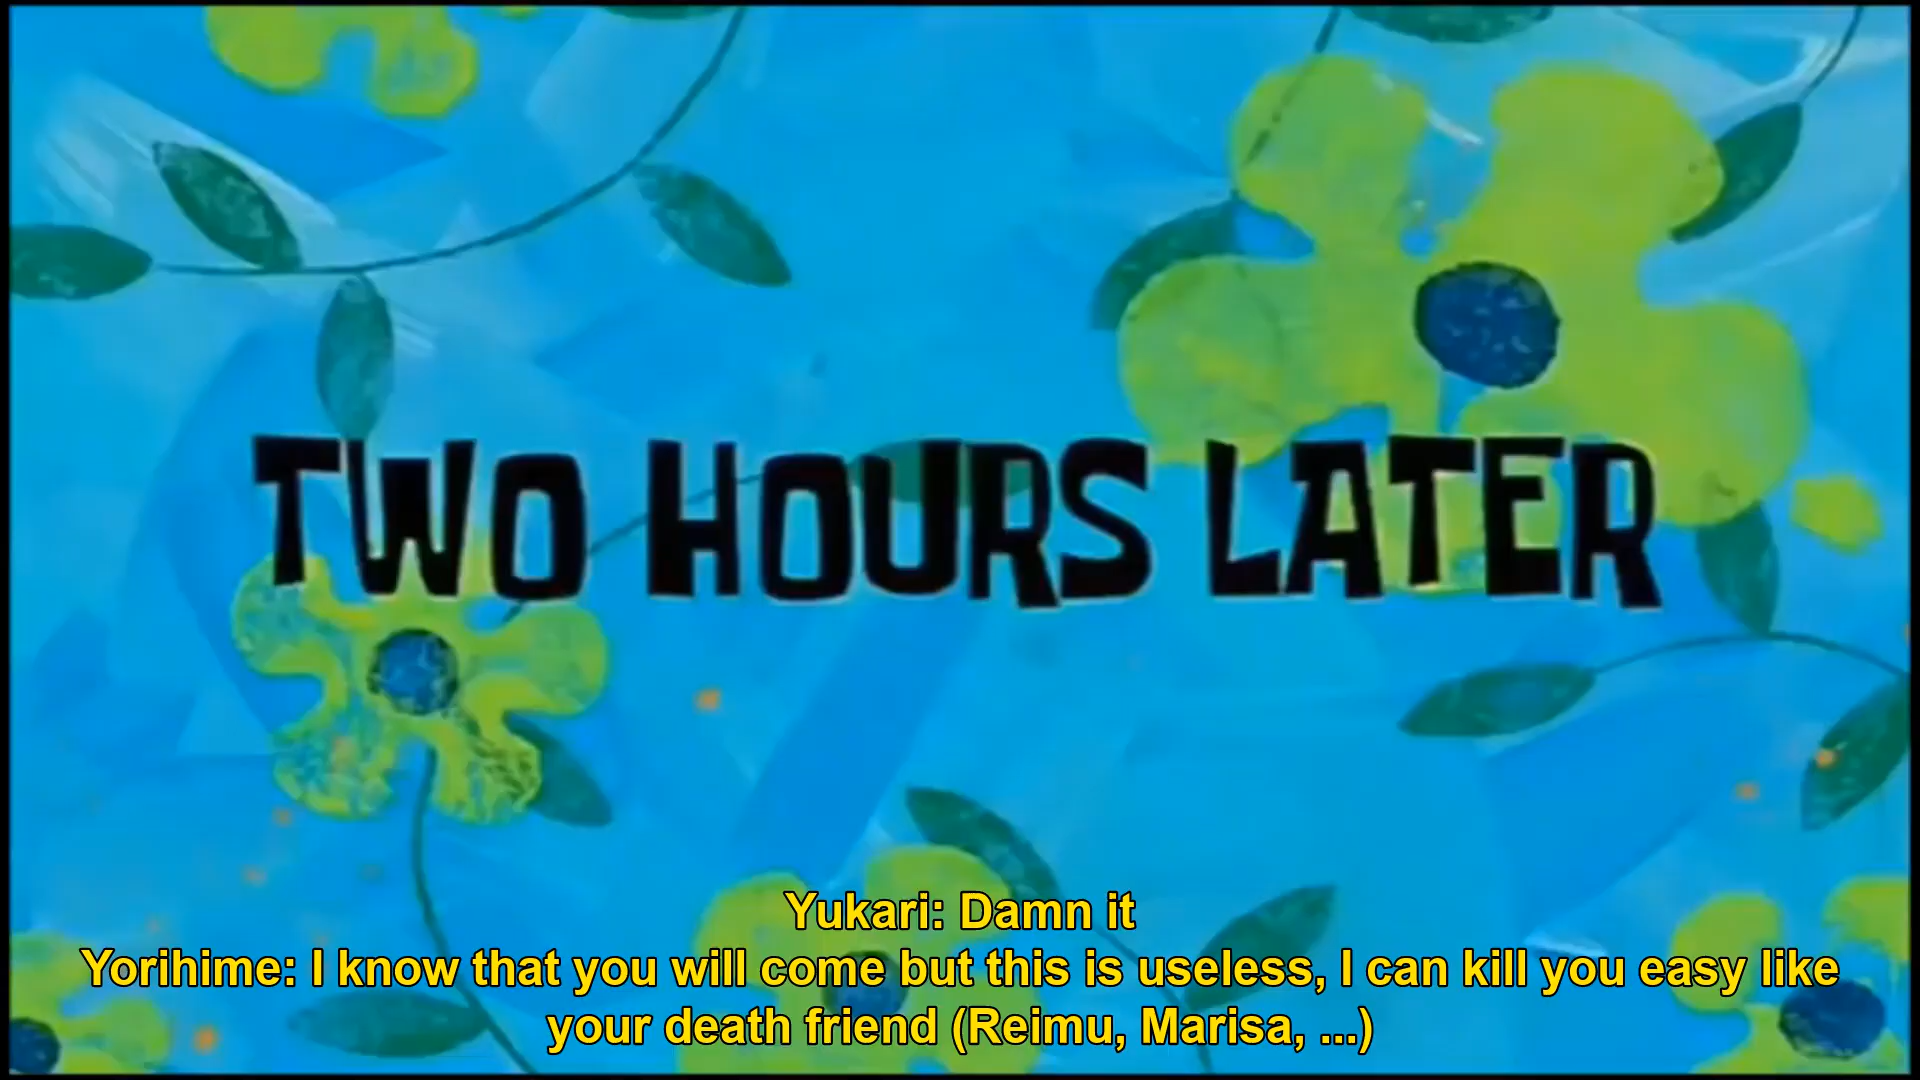 TWO HOURS LATER
Yukari: Damn it
Yorihime: I know that you will come but this is useless, I can kill you easy like
your death friend (Reimu, Marisa, ...)